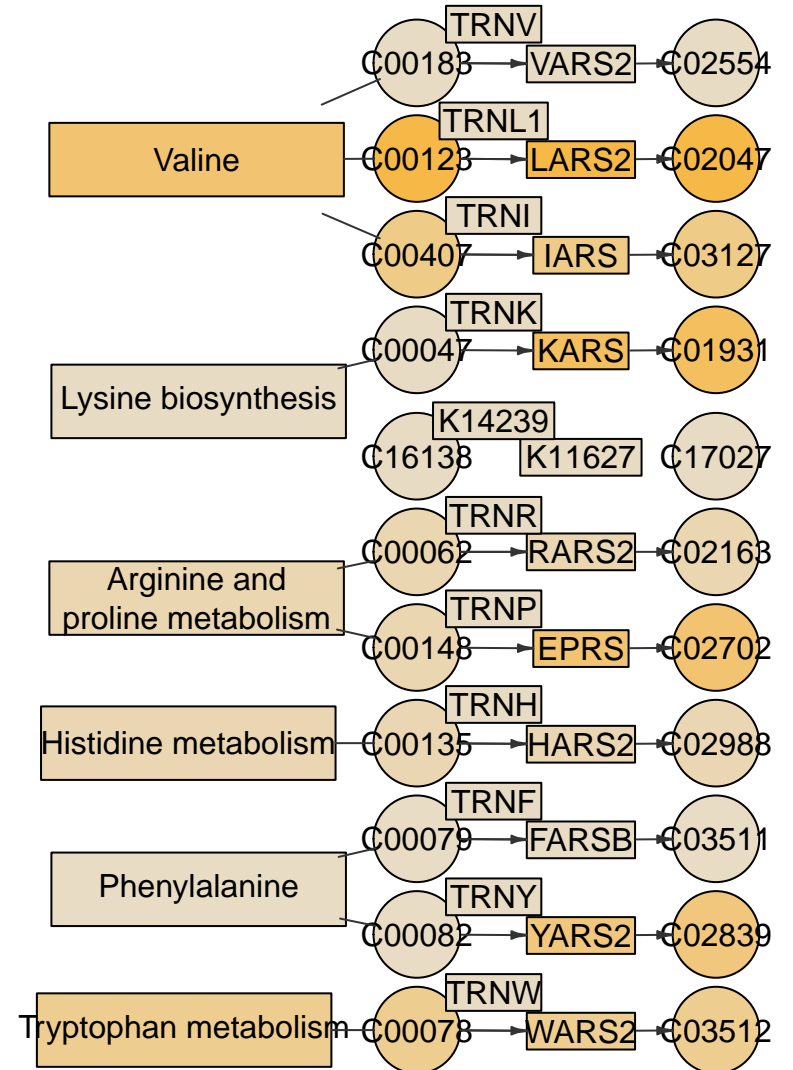 TRNV
C00183
VARS2
C02554
Valine
TRNL1
C00123
LARS2
C02047
TRNI
C00407
IARS
C03127
TRNK
C00047
KARS
C01931
Lysine biosynthesis
K14239
C16138
K11627
C17027
TRNR
C00062
RARS2
C02163
Arginine and
proline metabolism
TRNP
C00148
EPRS
C02702
TRNH
Histidine metabolism
C00135
HARS2
C02988
TRNF
C00079
FARSB
C03511
Phenylalanine
TRNY
C00082
YARS2
C02839
TRNW
Tryptophan metabolism
C00078
WARS2
C03512